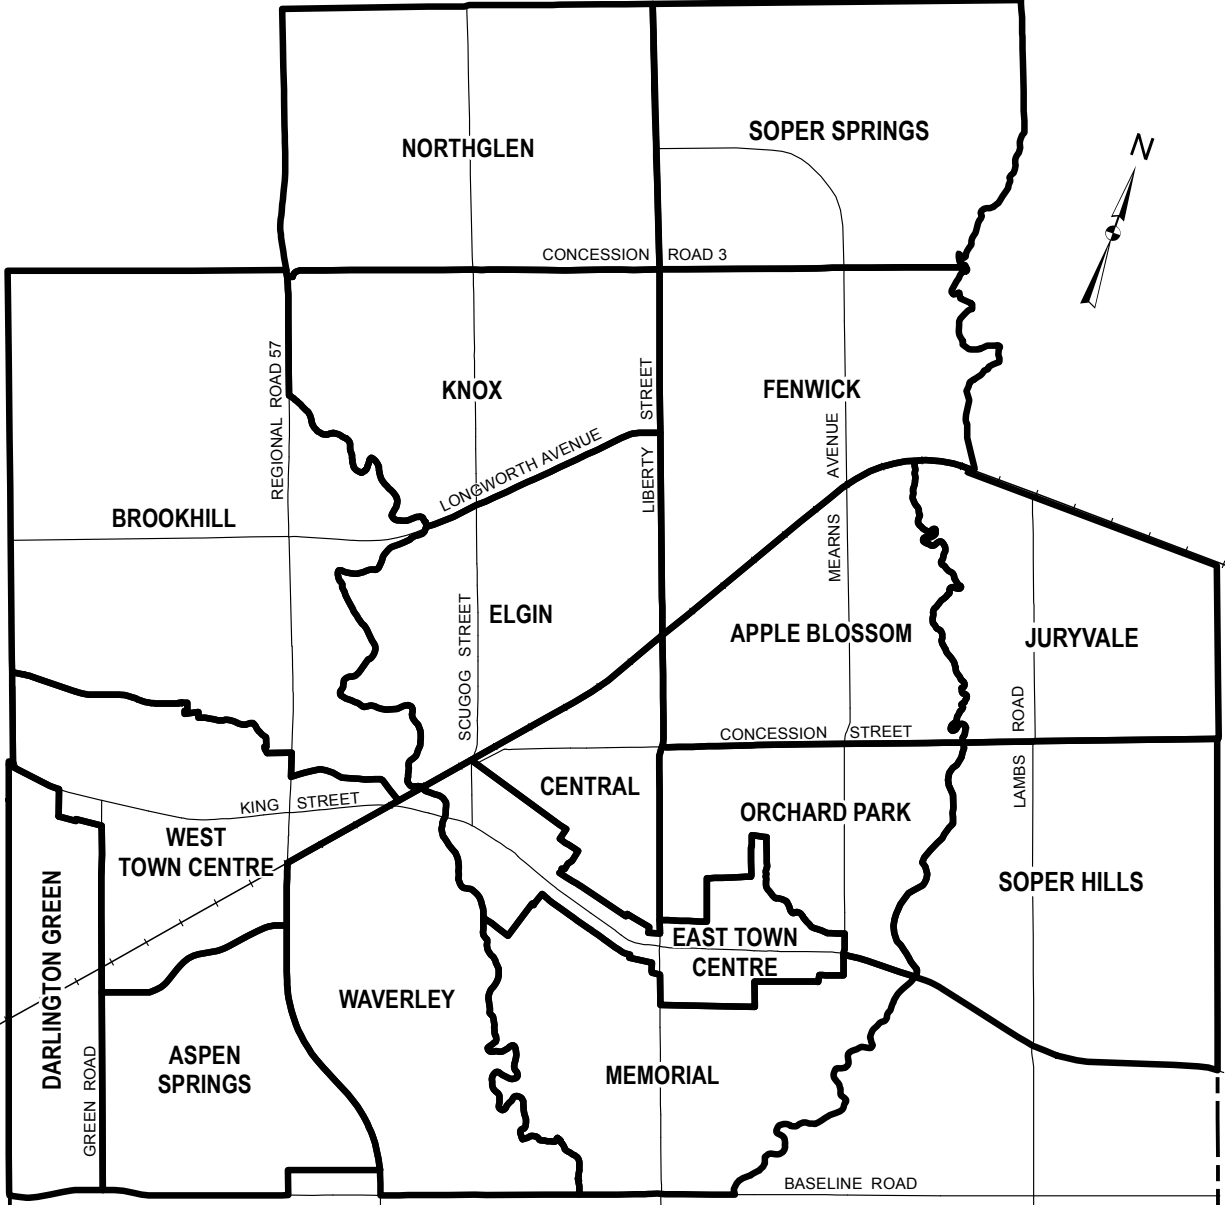 SOPER SPRINGS
N
NORTHGLEN
CONCESSION ROAD 3
REGIONAL ROAD 57
KNOX
LIBERTY STREET
FENWICK
LONGWORTH AVENUE
MEARNS AVENUE
BROOKHILL
SCUGOG STREET
ELGIN
APPLE BLOSSOM
JURYVALE
CONCESSION STREET
LAMBS ROAD
KING STREET
CENTRAL
ORCHARD PARK
WEST
TOWN CENTRE
SOPER HILLS
DARLINGTON GREEN
EAST TOWN
CENTRE
WAVERLEY
ASPEN
SPRINGS
MEMORIAL
GREEN ROAD
BASELINE ROAD